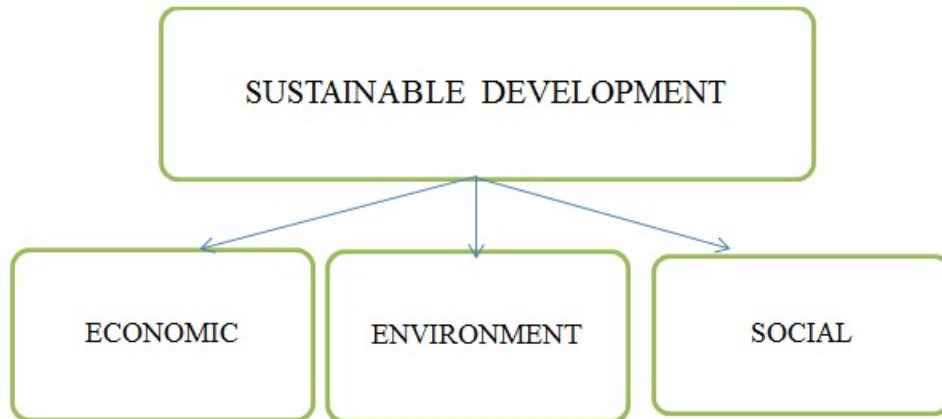 SUSTAINABLE DEVELOPMENT
ECONOMIC
ENVIRONMENT
SOCIAL